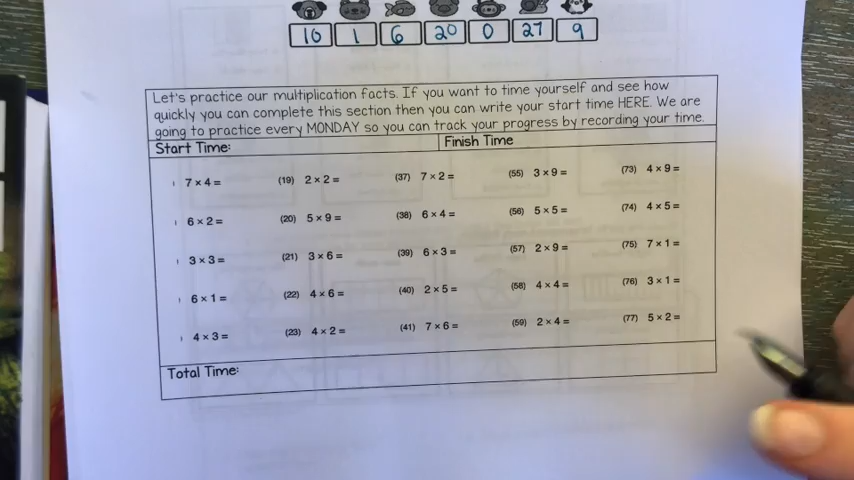 10 1 6 20 0 27 9
Let's practice our multiplication facts. If you want to time yourself and see how
quickly you can complete this section then you can write your start time HERE. We are
going to practice every MONDAY so you can track your progress by recording your time.
Start Time: Finish Time
7 × 4 = (19) 2 × 2 = (37) 7 × 2 = (55) 3 × 9 = (73) 4 × 9 =
6 × 2 = (20) 5 × 9 = (38) 6 × 4 = (56) 5 × 5 = (74) 4 × 5 =
3 × 3 = (21) 3 × 6 = (39) 6 × 3 = (57) 2 × 9 = (75) 7 × 1 =
6 × 1 = (22) 4 × 6 = (40) 2 × 5 = (58) 4 × 4 = (76) 3 × 1 =
4 × 3 = (23) 4 × 2 = (41) 7 × 6 = (59) 2 × 4 = (77) 5 × 2 =
Total Time: